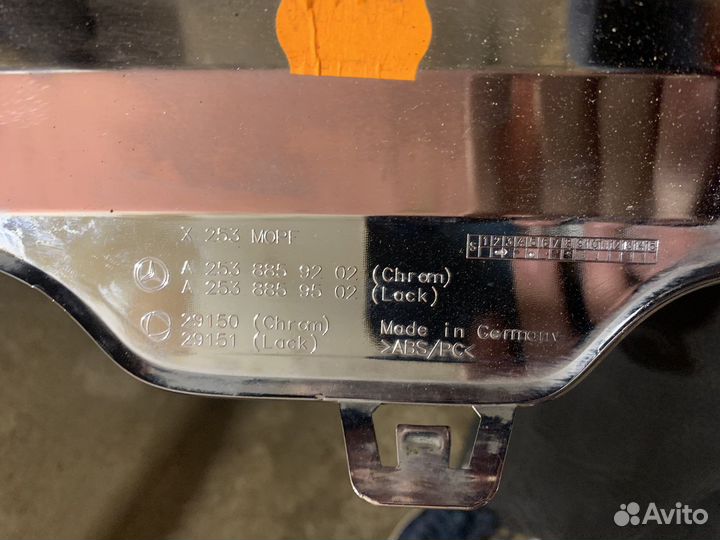 X 253 MOPF
A 253 885 92 02 (Chrom)
A 253 885 95 02 (Lack)
29150 (Chrom)
29151 (Lack)
Made in Germany
>ABS/PC<
Avito